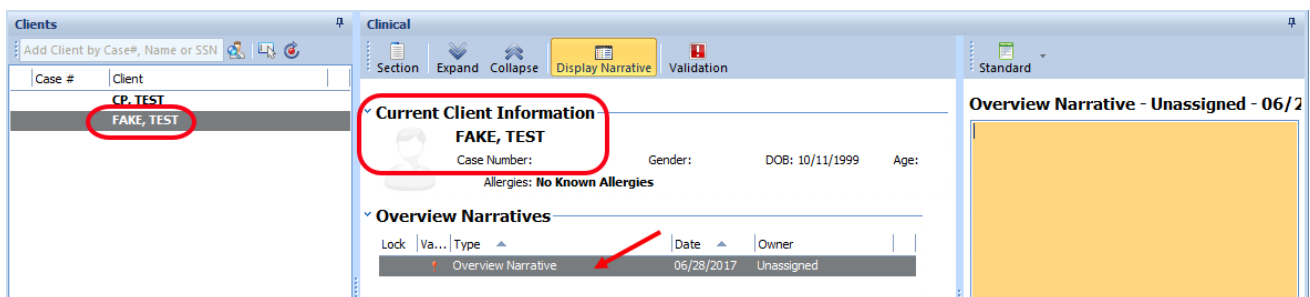 Clients
Add Client by Case#, Name or SSN
Case # Client
CP, TEST
FAKE, TEST
Clinical
Section Expand Collapse Display Narrative Validation
Current Client Information
FAKE, TEST
Case Number: Gender: DOB: 10/11/1999 Age:
Allergies: No Known Allergies
Overview Narratives
Lock Va... Type Date Owner
Overview Narrative 06/28/2017 Unassigned
Standard
Overview Narrative - Unassigned - 06/2